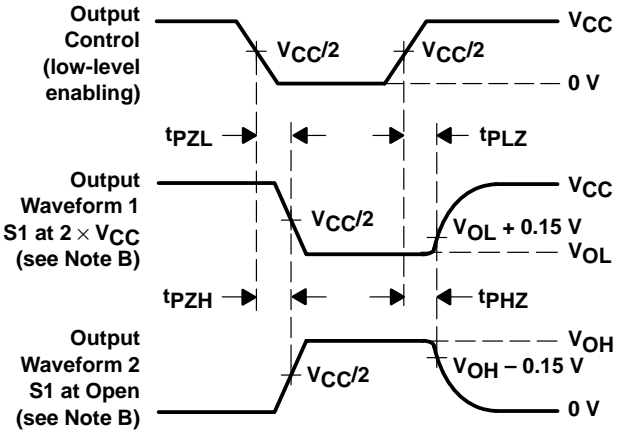 Output
Control
(low-level
enabling)
VCC/2
VCC/2
VCC
0 V
tPZL
tPLZ
Output
Waveform 1
S1 at 2 × VCC
(see Note B)
VCC/2
VCC
VOL + 0.15 V
VOL
tPZH
tPHZ
Output
Waveform 2
S1 at Open
(see Note B)
VCC/2
VOH
VOH – 0.15 V
0 V